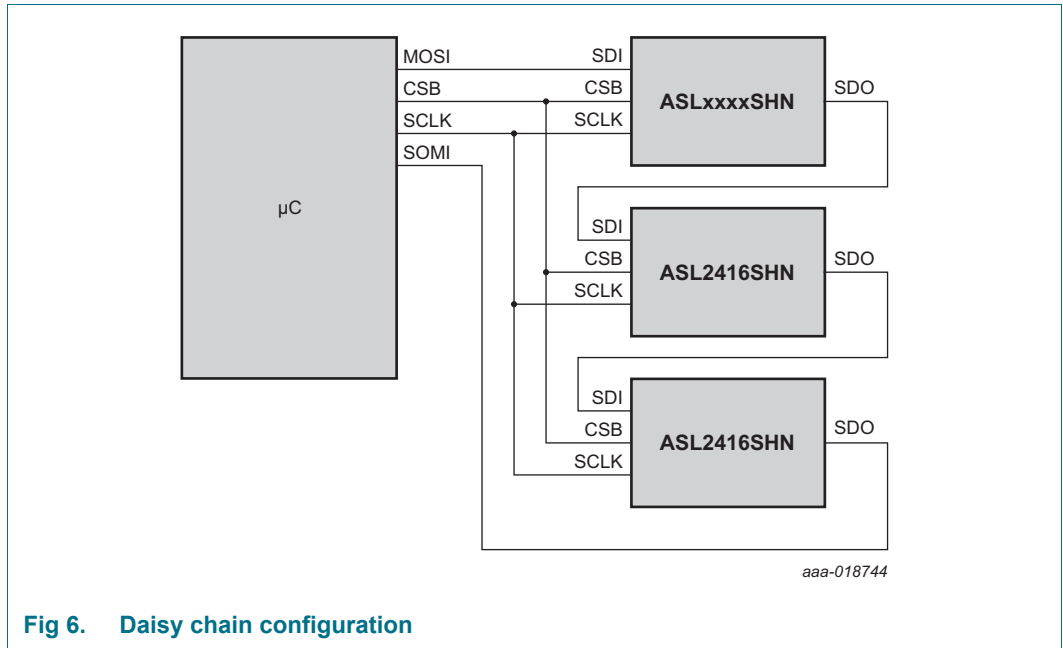 MOSI
CSB
SCLK
SOMI
µC
SDI
CSB
SCLK
ASLxxxxSHN
SDO
SDI
CSB
SCLK
ASL2416SHN
SDO
SDI
CSB
SCLK
ASL2416SHN
SDO
aaa-018744
Fig 6. Daisy chain configuration